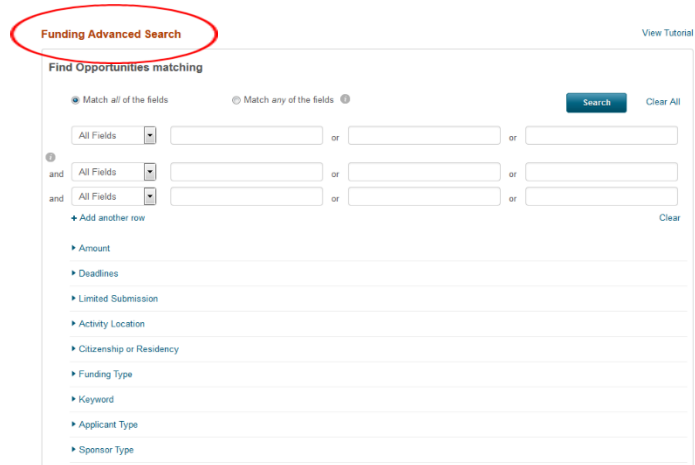 Funding Advanced Search
View Tutorial
Find Opportunities matching
Match all of the fields Match any of the fields i
Search Clear All
All Fields or or
i
and All Fields or or
and All Fields or or
+ Add another row Clear
Amount
Deadlines
Limited Submission
Activity Location
Citizenship or Residency
Funding Type
Keyword
Applicant Type
Sponsor Type